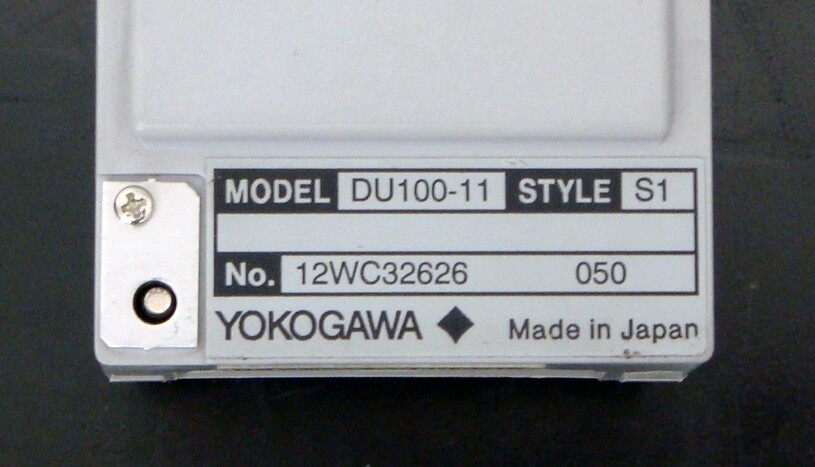 MODEL DU100-11 STYLE S1
No. 12WC32626 050
YOKOGAWA Made in Japan